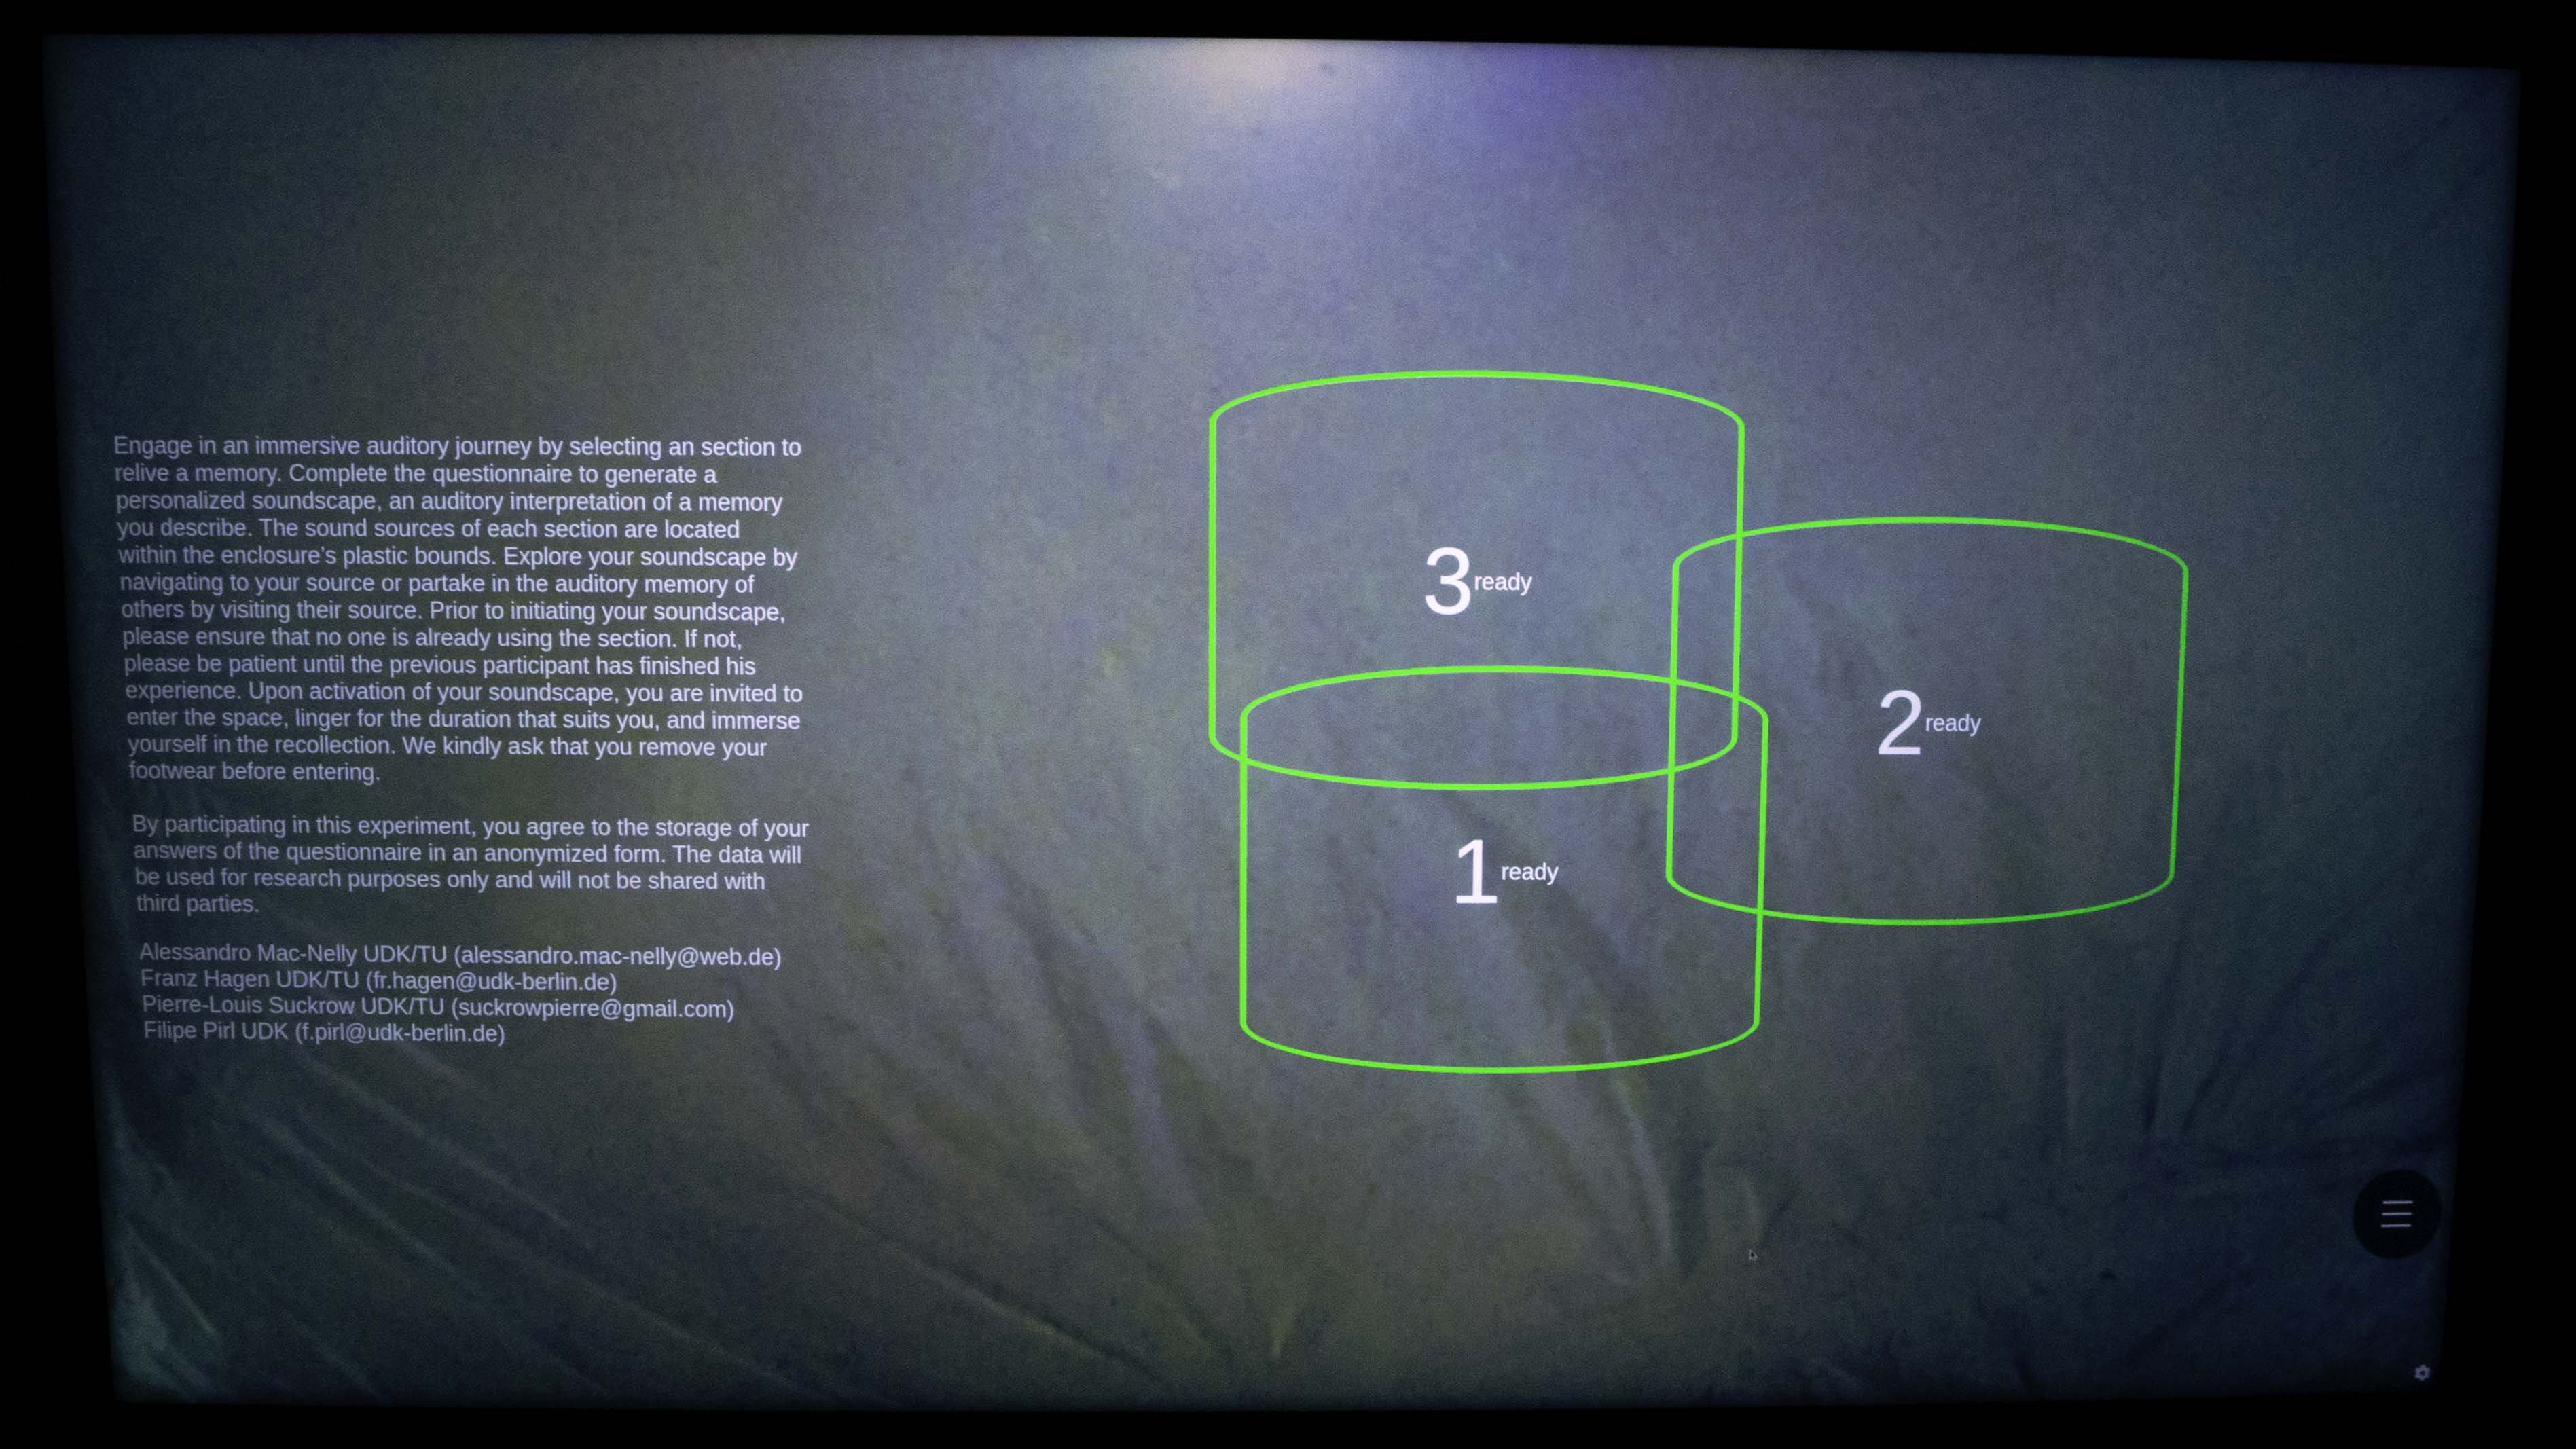 Engage in an immersive auditory journey by selecting an section to
relive a memory. Complete the questionnaire to generate a
personalized soundscape, an auditory interpretation of a memory
you describe. The sound sources of each section are located
within the enclosure's plastic bounds. Explore your soundscape by
navigating to your source or partake in the auditory memory of
others by visiting their source. Prior to initiating your soundscape,
please ensure that no one is already using the section. If not,
please be patient until the previous participant has finished his
experience. Upon activation of your soundscape, you are invited to
enter the space, linger for the duration that suits you, and immerse
yourself in the recollection. We kindly ask that you remove your
footwear before entering.
By participating in this experiment, you agree to the storage of your
answers of the questionnaire in an anonymized form. The data will
be used for research purposes only and will not be shared with
third parties.
Alessandro Mac-Nelly UDK/TU (alessandro.mac-nelly@web.de)
Franz Hagen UDK/TU (fr.hagen@udk-berlin.de)
Pierre-Louis Suckrow UDK/TU (suckrowpierre@gmail.com)
Filipe Pirl UDK (f.pirl@udk-berlin.de)
3 ready
2 ready
1 ready